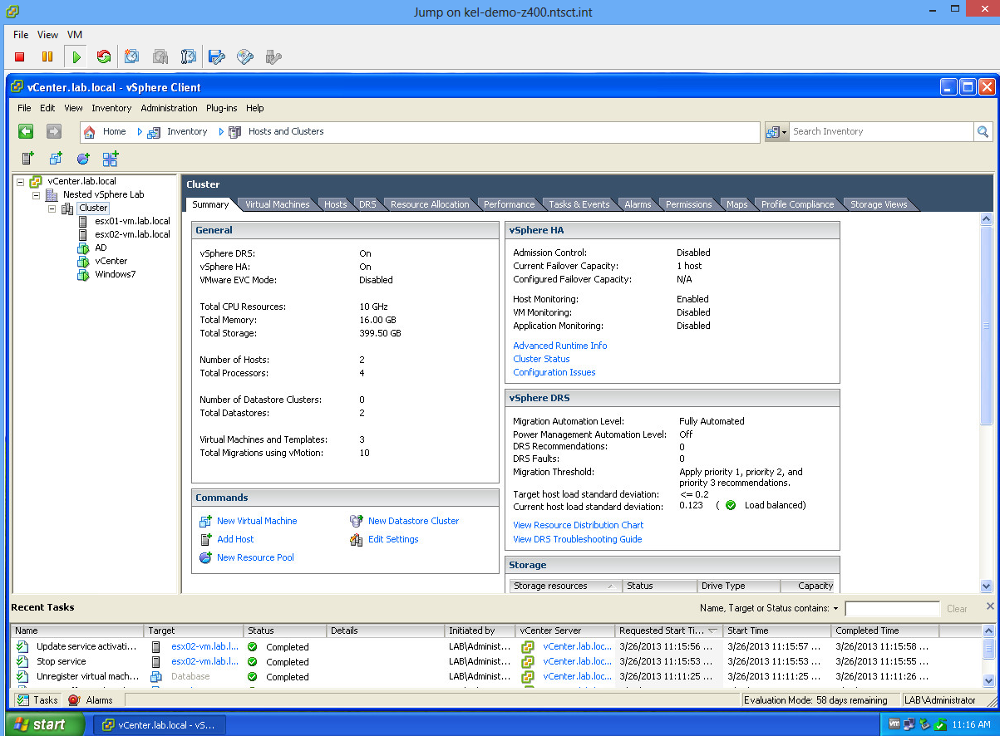 Jump on kel-demo-z400.ntsct.int
File View VM
vCenter.lab.local - vSphere Client
File Edit View Inventory Administration Plug-ins Help
Home Inventory Hosts and Clusters
Search Inventory
vCenter.lab.local
Nested vSphere Lab
Cluster
esx01-vm.lab.local
esx02-vm.lab.local
AD
vCenter
Windows7
Cluster
Summary Virtual Machines Hosts DRS Resource Allocation Performance Tasks & Events Alarms Permissions Maps Profile Compliance Storage Views
General
vSphere DRS: On
vSphere HA: On
VMware EVC Mode: Disabled
Total CPU Resources: 10 GHz
Total Memory: 16.00 GB
Total Storage: 399.50 GB
Number of Hosts: 2
Total Processors: 4
Number of Datastore Clusters: 0
Total Datastores: 2
Virtual Machines and Templates: 3
Total Migrations using vMotion: 10
Commands
New Virtual Machine New Datastore Cluster
Add Host Edit Settings
New Resource Pool
vSphere HA
Admission Control: Disabled
Current Failover Capacity: 1 host
Configured Failover Capacity: N/A
Host Monitoring: Enabled
VM Monitoring: Disabled
Application Monitoring: Disabled
Advanced Runtime Info
Cluster Status
Configuration Issues
vSphere DRS
Migration Automation Level: Fully Automated
Power Management Automation Level: Off
DRS Recommendations: 0
DRS Faults: 0
Migration Threshold: Apply priority 1, priority 2, and
priority 3 recommendations.
Target host load standard deviation: <= 0.2
Current host load standard deviation: 0.123 ( Load balanced)
View Resource Distribution Chart
View DRS Troubleshooting Guide
Storage
Storage resources Status Drive Type Capacity
Recent Tasks
Name, Target or Status contains: Clear
Name Target Status Details Initiated by vCenter Server Requested Start Ti... Start Time Completed Time
Update service activati... esx02-vm.lab.l... Completed LAB\Administ... vCenter.lab.loc... 3/26/2013 11:15:56 ... 3/26/2013 11:15:57 ... 3/26/2013 11:15:58 ...
Stop service esx02-vm.lab.l... Completed LAB\Administ... vCenter.lab.loc... 3/26/2013 11:15:53 ... 3/26/2013 11:15:53 ... 3/26/2013 11:15:55 ...
Unregister virtual mach... Database Completed LAB\Administ... vCenter.lab.loc... 3/26/2013 11:11:25 ... 3/26/2013 11:11:25 ... 3/26/2013 11:11:26 ...
Tasks Alarms Evaluation Mode: 58 days remaining LAB\Administrator
start vCenter.lab.local - vS... vm 11:16 AM